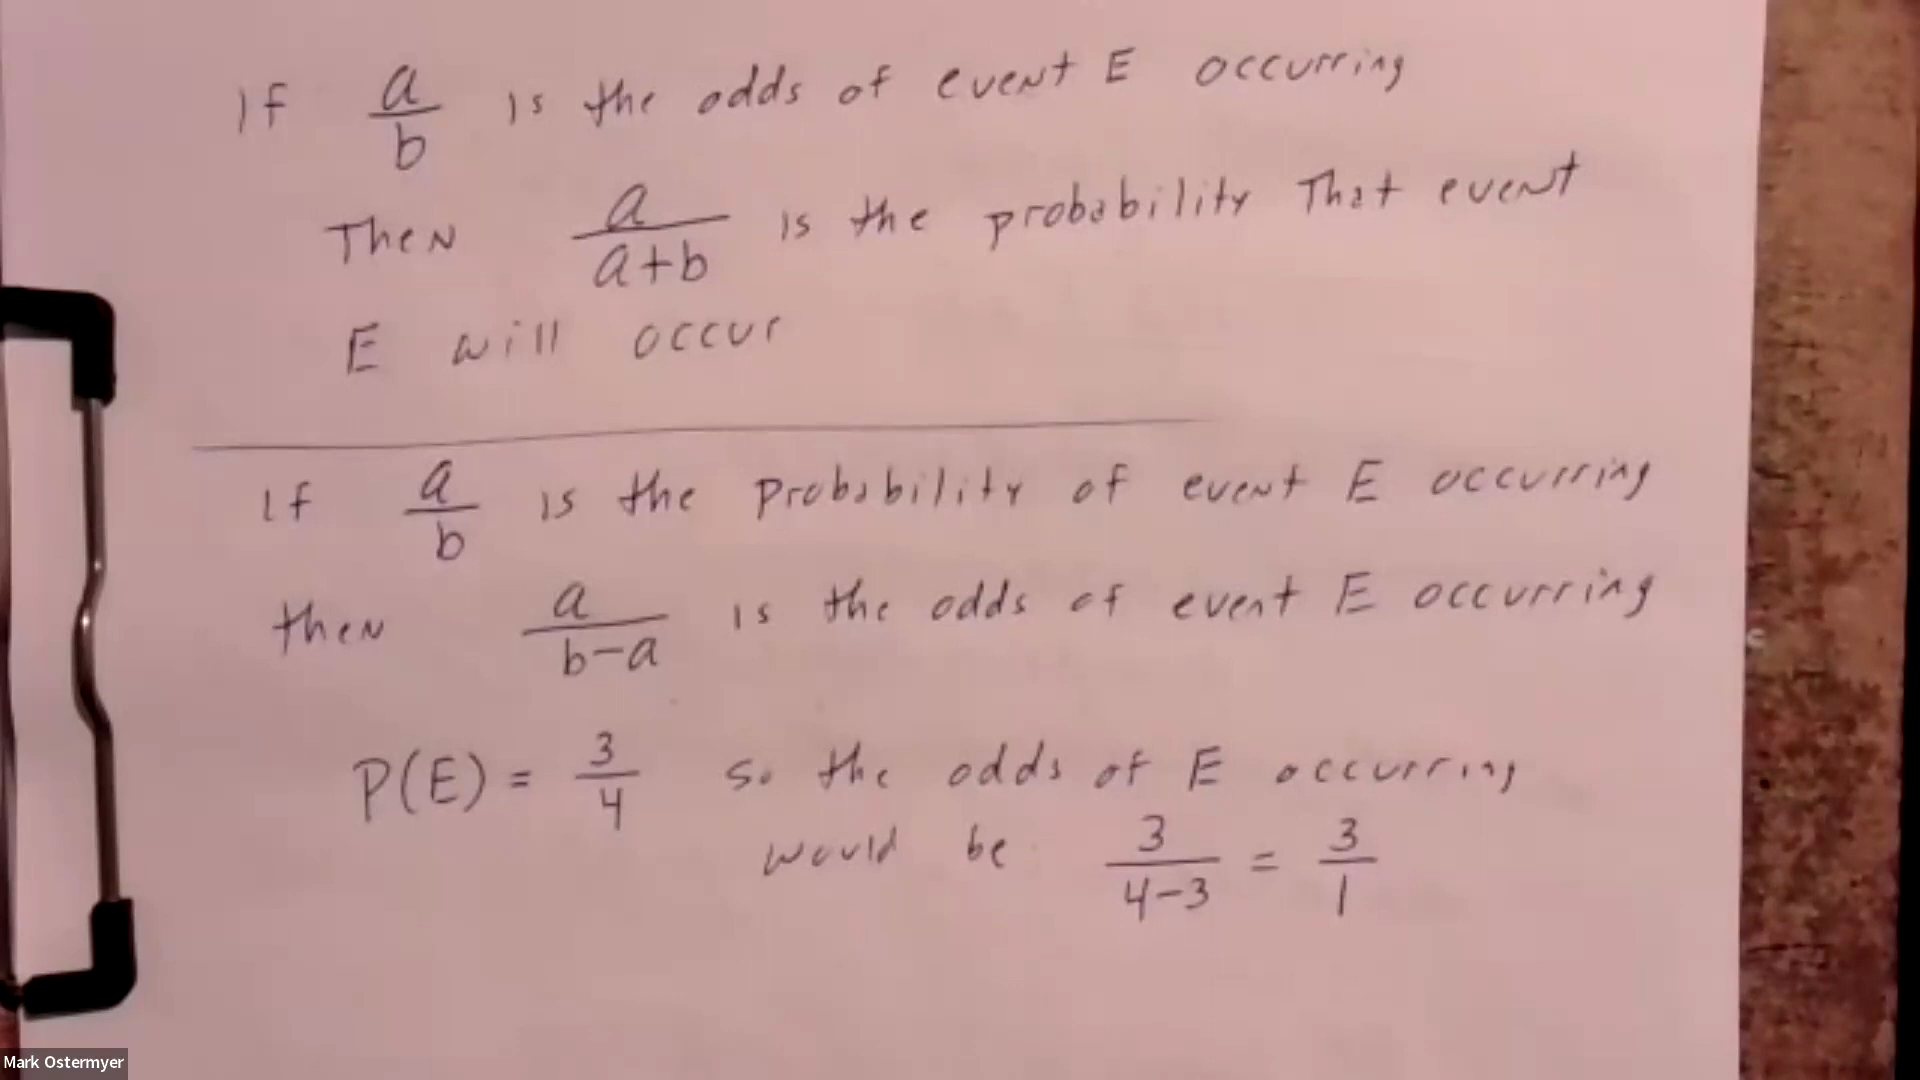 If a/b is the odds of event E occurring
Then a/(a+b) is the probability That event
E will occur
If a/b is the Probability of event E occurring
then a/(b-a) is the odds of event E occurring
P(E) = 3/4 So the odds of E occurring
would be 3/(4-3) = 3/1
Mark Ostermyer